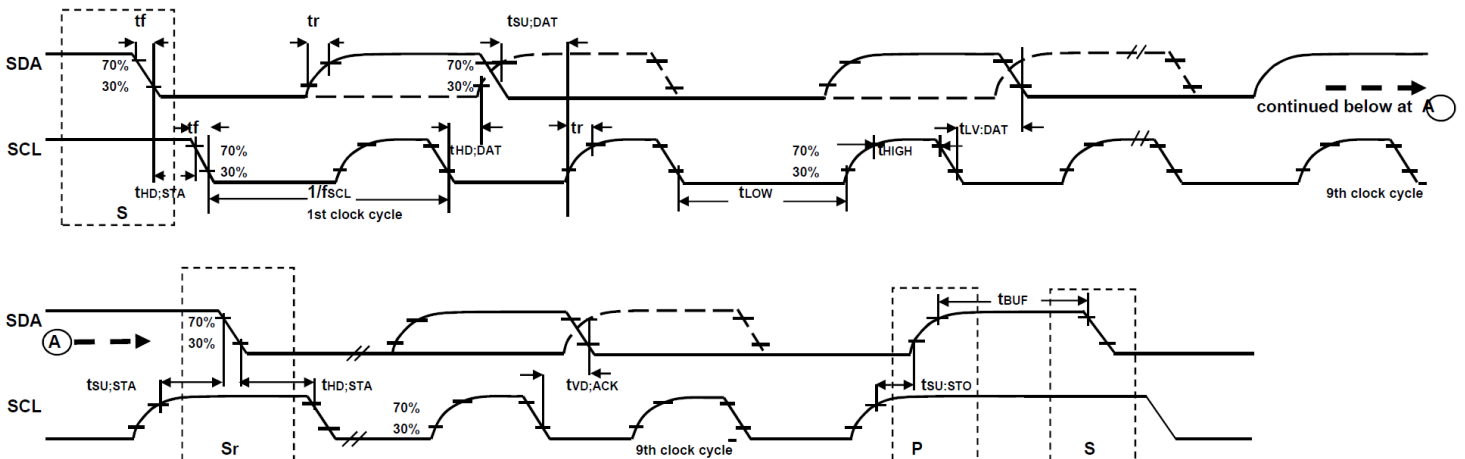 tf tr tSU;DAT
SDA 70% 70%
30% 30%
continued below at A
tf tr tLV:DAT
SCL 70% tHD;DAT 70% tHIGH
30% 30%
tHD;STA 1/fSCL tLOW
S 1st clock cycle 9th clock cycle
tBUF
SDA 70%
A 30%
tSU;STA tHD;STA tVD;ACK tSU:STO
SCL 70%
30%
Sr 9th clock cycle P S